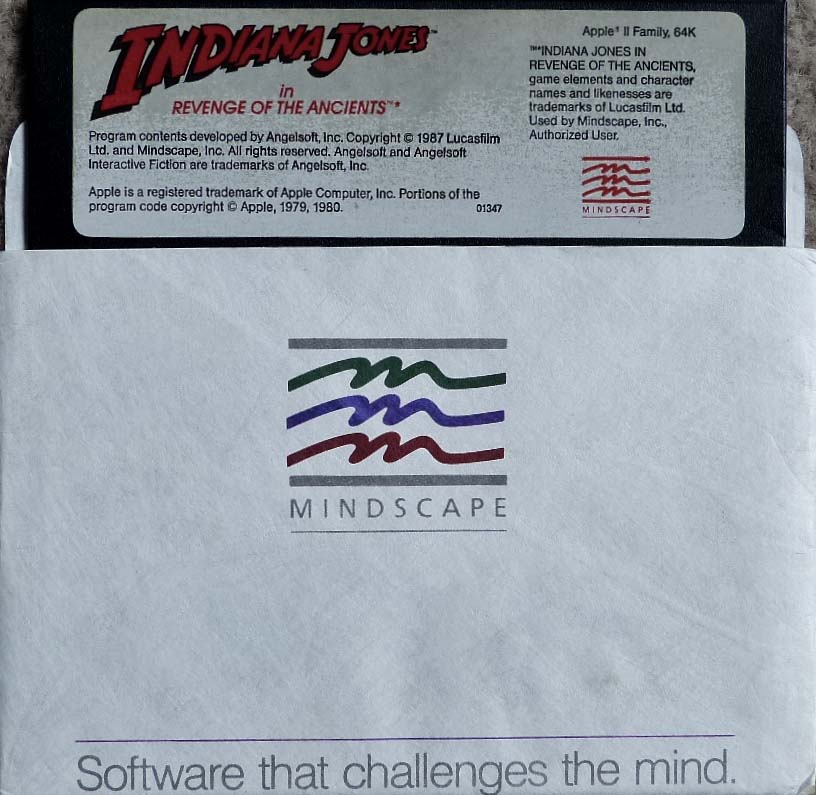 INDIANA JONES™
in
REVENGE OF THE ANCIENTS™*
Program contents developed by Angelsoft, Inc. Copyright © 1987 Lucasfilm
Ltd. and Mindscape, Inc. All rights reserved. Angelsoft and Angelsoft
Interactive Fiction are trademarks of Angelsoft, Inc.
Apple is a registered trademark of Apple Computer, Inc. Portions of the
program code copyright © Apple, 1979, 1980.
01347
Apple® II Family, 64K
™*INDIANA JONES IN
REVENGE OF THE ANCIENTS,
game elements and character
names and likenesses are
trademarks of Lucasfilm Ltd.
Used by Mindscape, Inc.,
Authorized User.
MINDSCAPE
MINDSCAPE
Software that challenges the mind.